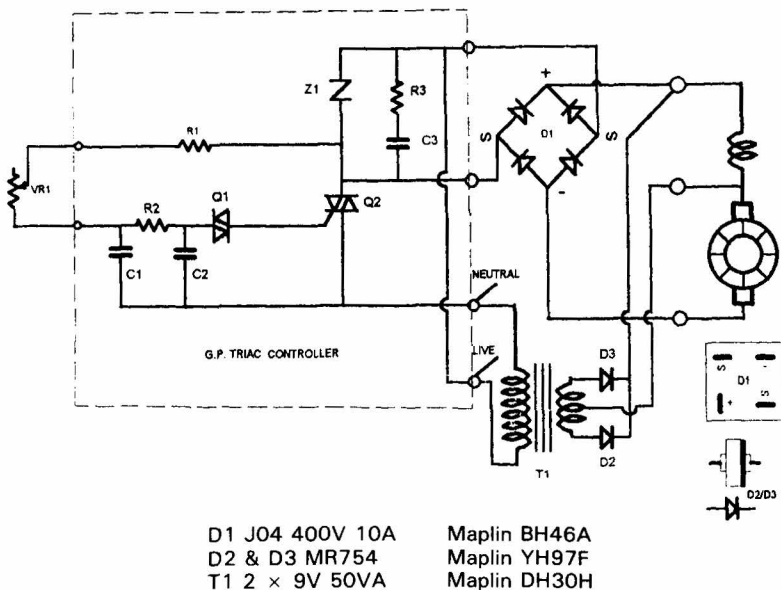 Z1
R3
C3
R1
VR1
Q1
Q2
R2
C1
C2
+
S
D1
S
-
NEUTRAL
LIVE
G.P. TRIAC CONTROLLER
D3
D2
T1
S
-
D1
+
S
D2/D3
D1 J04 400V 10A Maplin BH46A
D2 & D3 MR754 Maplin YH97F
T1 2 × 9V 50VA Maplin DH30H